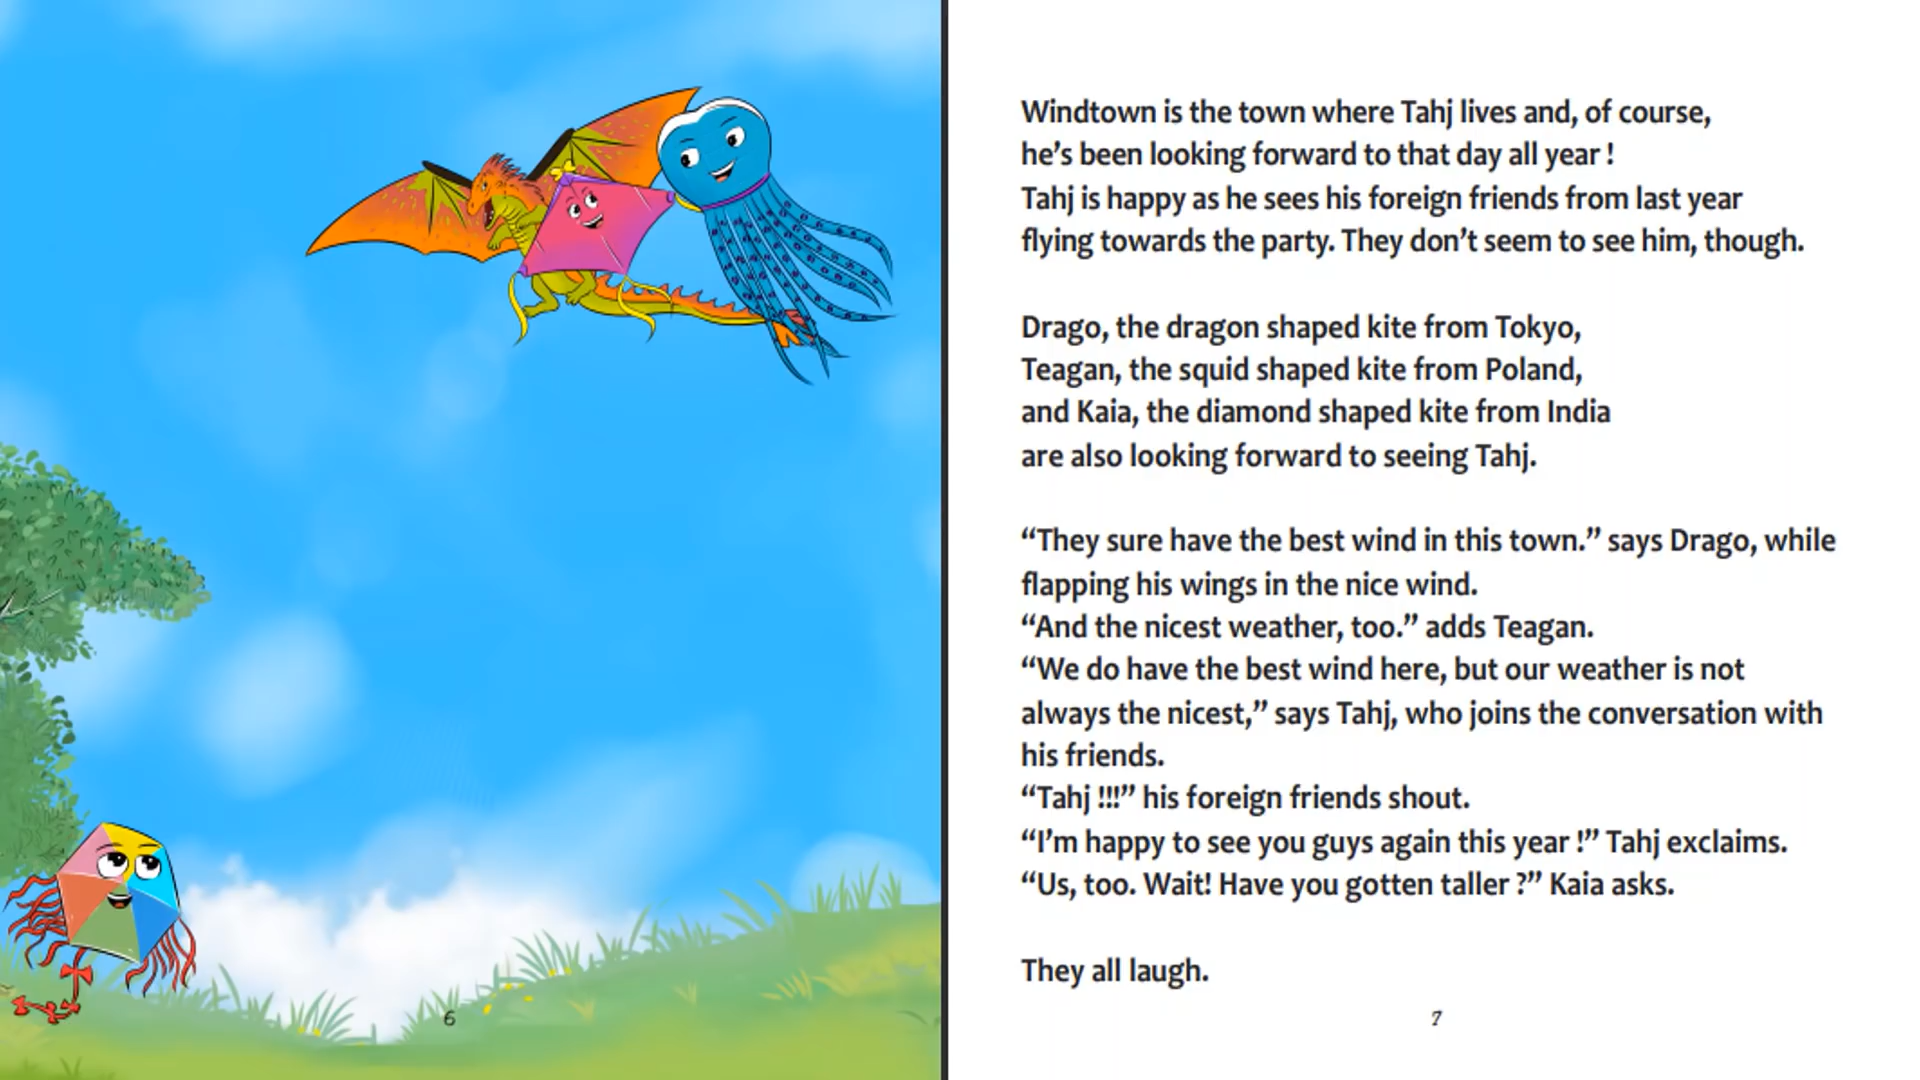 Windtown is the town where Tahj lives and, of course,
he's been looking forward to that day all year !
Tahj is happy as he sees his foreign friends from last year
flying towards the party. They don't seem to see him, though.
Drago, the dragon shaped kite from Tokyo,
Teagan, the squid shaped kite from Poland,
and Kaia, the diamond shaped kite from India
are also looking forward to seeing Tahj.
“They sure have the best wind in this town.” says Drago, while
flapping his wings in the nice wind.
“And the nicest weather, too.” adds Teagan.
“We do have the best wind here, but our weather is not
always the nicest,” says Tahj, who joins the conversation with
his friends.
“Tahj !!!” his foreign friends shout.
“I'm happy to see you guys again this year !” Tahj exclaims.
“Us, too. Wait! Have you gotten taller ?” Kaia asks.
They all laugh.
6
7